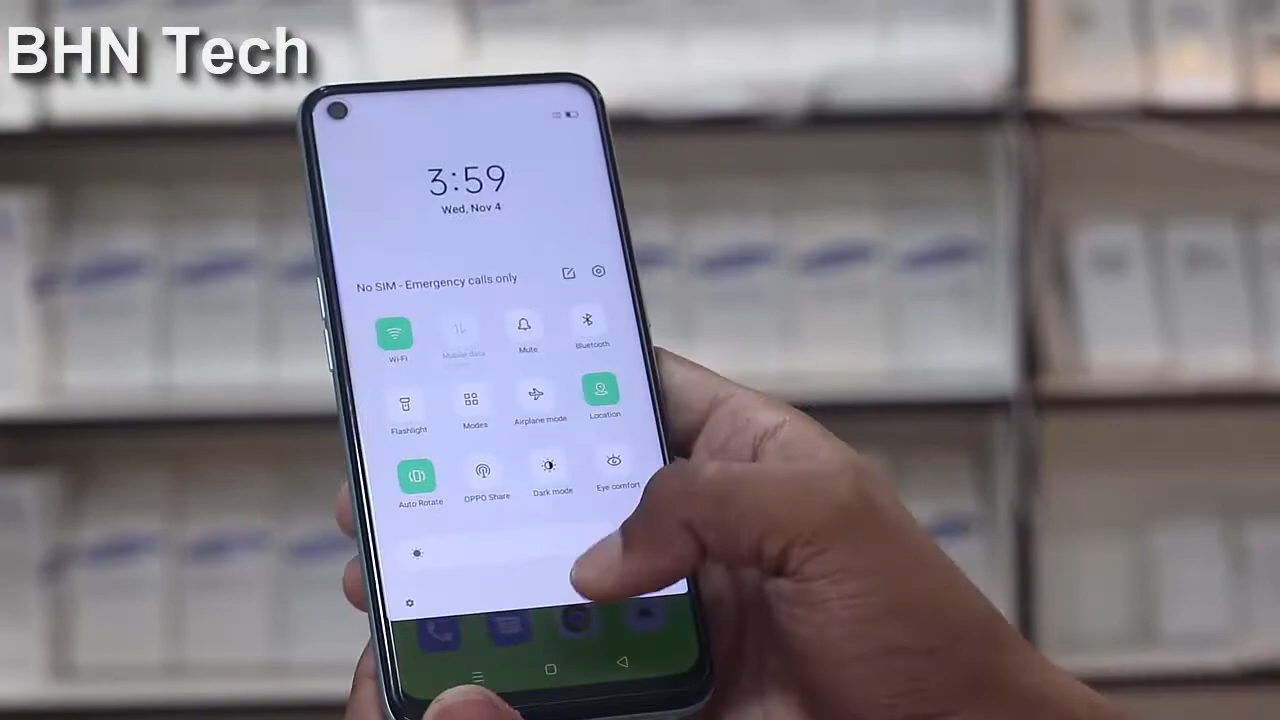 BHN Tech
3:59
Wed, Nov 4
No SIM - Emergency calls only
Wi-Fi
Mobile data
Mute
Bluetooth
Flashlight
Modes
Airplane mode
Location
Auto Rotate
OPPO Share
Dark mode
Eye comfort